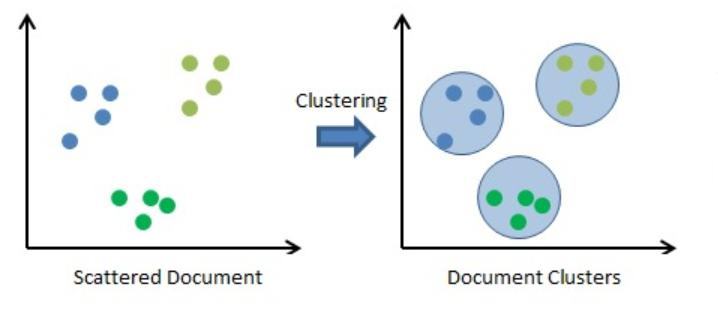 Clustering
Scattered Document
Document Clusters